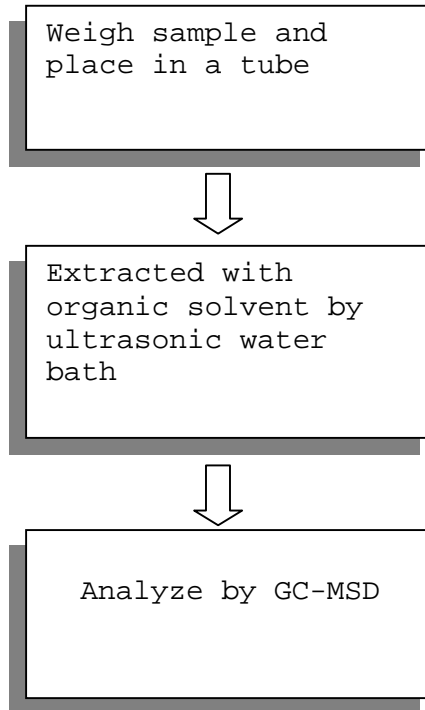 Weigh sample and
place in a tube
Extracted with
organic solvent by
ultrasonic water
bath
Analyze by GC-MSD